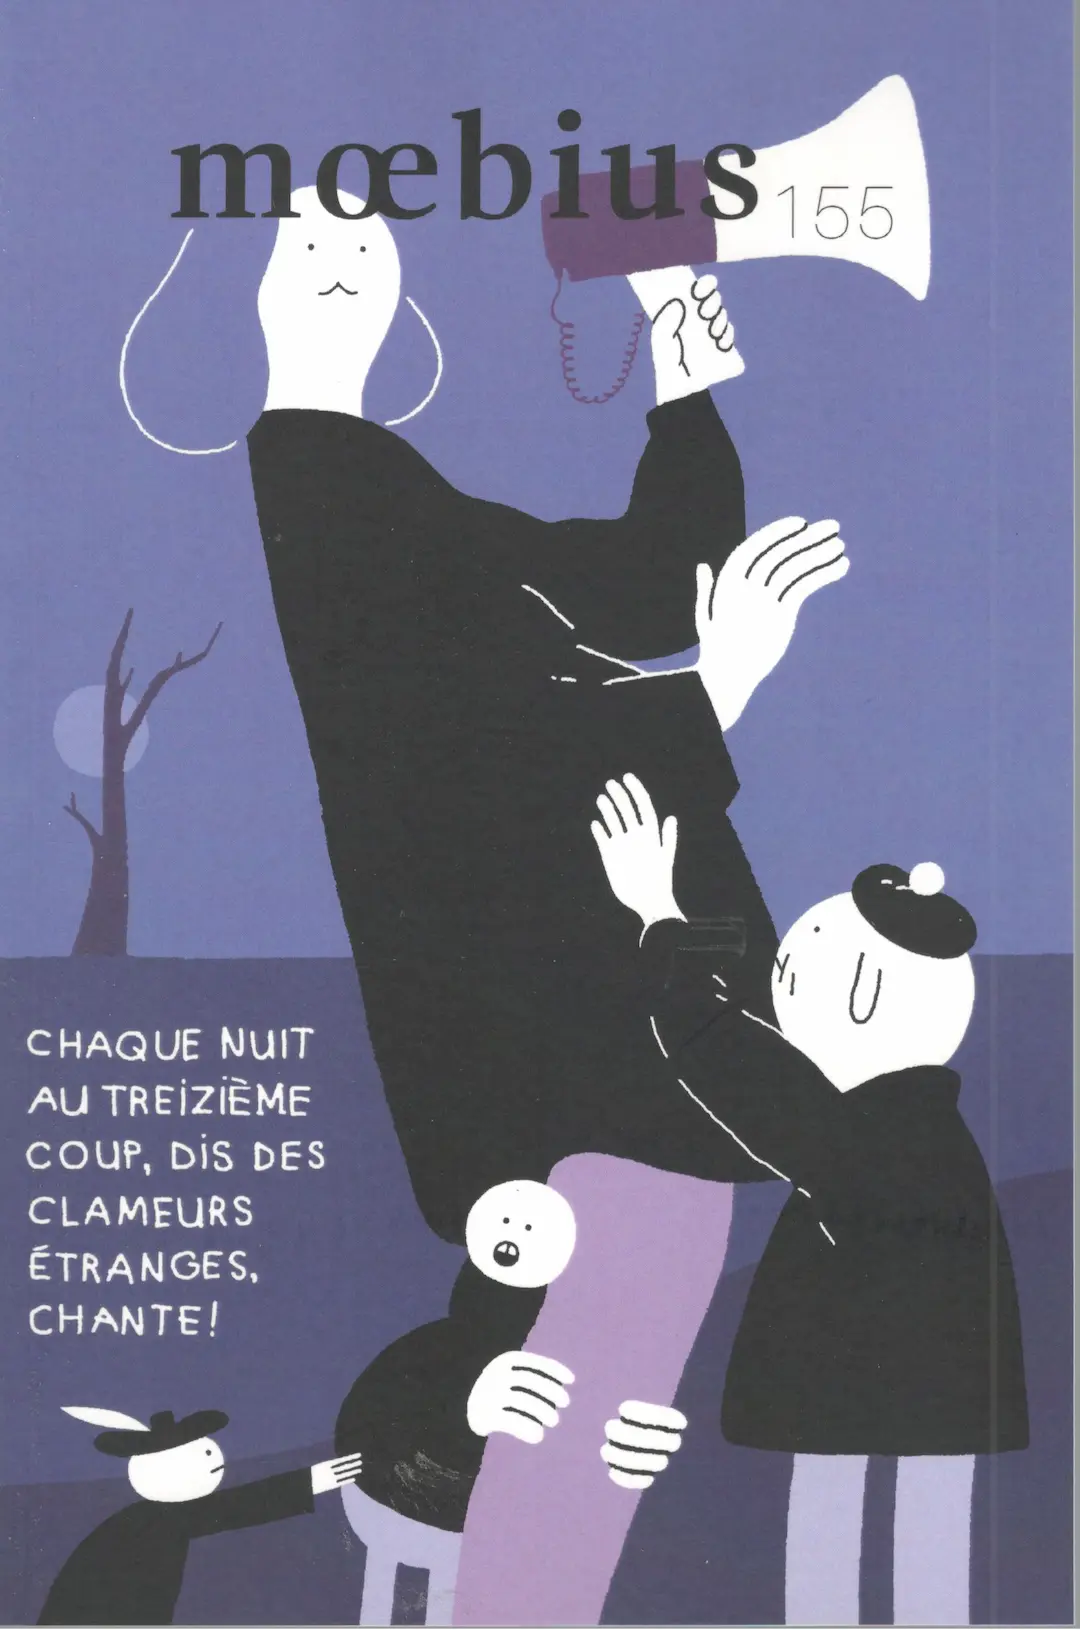 mœbius
155
CHAQUE NUIT
AU TREIZIÈME
COUP, DIS DES
CLAMEURS
ÉTRANGES,
CHANTE!